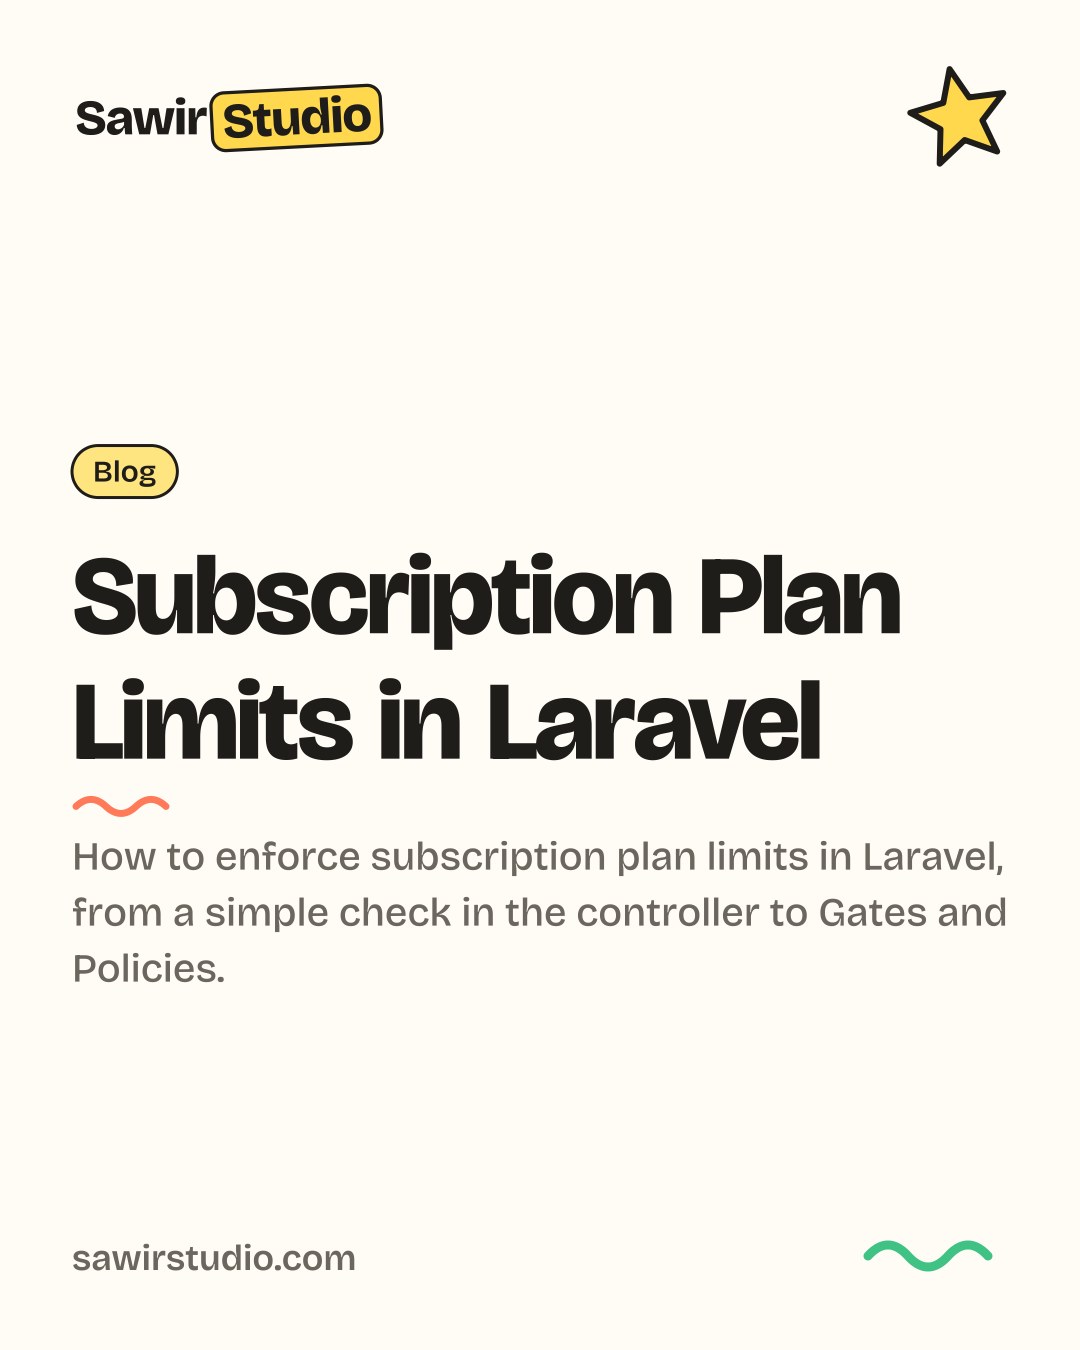 Sawir Studio
Blog
Subscription Plan
Limits in Laravel
How to enforce subscription plan limits in Laravel,
from a simple check in the controller to Gates and
Policies.
sawirstudio.com